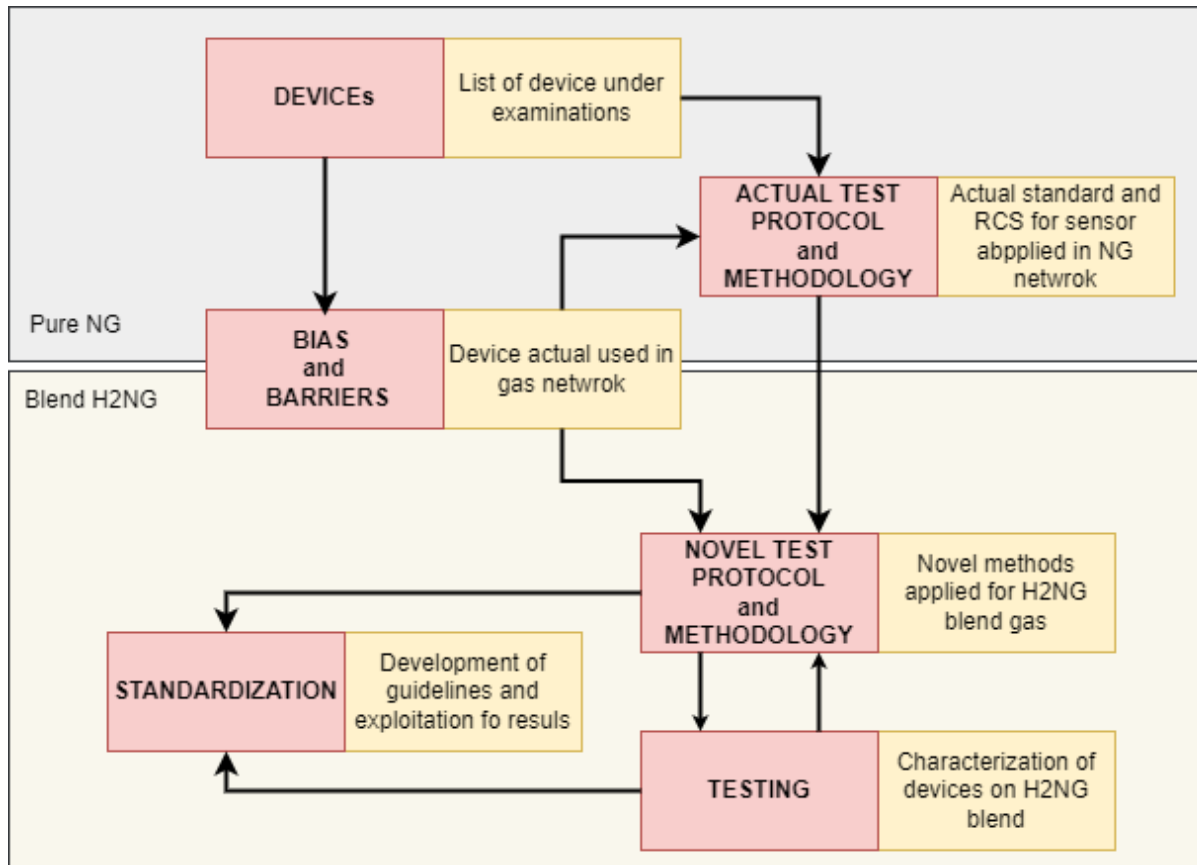 DEVICEs
List of device under
examinations
ACTUAL TEST
PROTOCOL
and
METHODOLOGY
Actual standard and
RCS for sensor
abpplied in NG
netwrok
Pure NG
BIAS
and
BARRIERS
Device actual used in
gas netwrok
Blend H2NG
NOVEL TEST
PROTOCOL
and
METHODOLOGY
Novel methods
applied for H2NG
blend gas
STANDARDIZATION
Development of
guidelines and
exploitation fo resuls
TESTING
Characterization of
devices on H2NG
blend